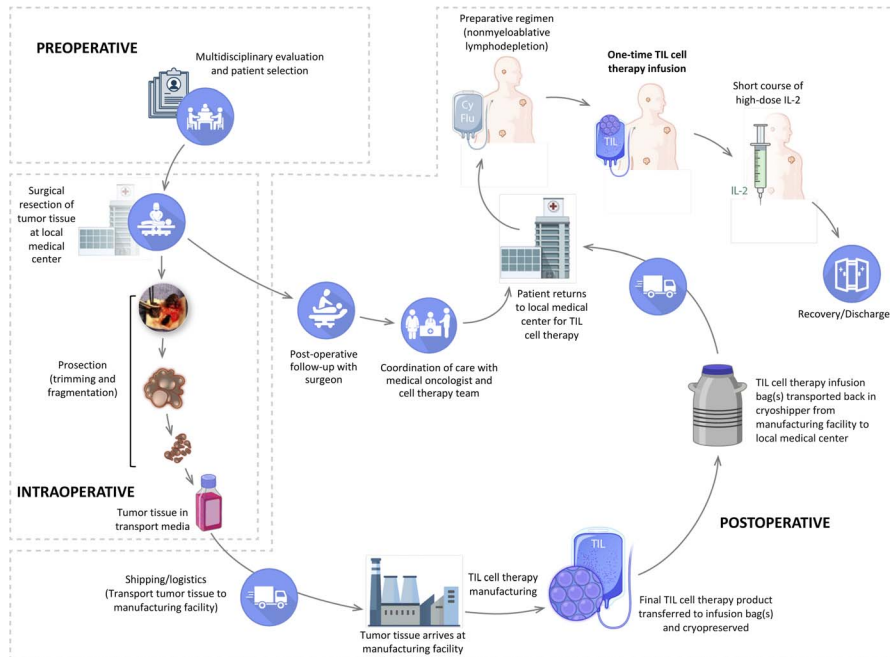 PREOPERATIVE
Multidisciplinary evaluation
and patient selection
Surgical
resection of
tumor tissue
at local
medical
center
Prosection
(trimming and
fragmentation)
INTRAOPERATIVE
Tumor tissue in
transport media
Post-operative
follow-up with
surgeon
Coordination of care with
medical oncologist and
cell therapy team
Patient returns
to local medical
center for TIL
cell therapy
Preparative regimen
(nonmyeloablative
lymphodepletion)
Cy
Flu
One-time TIL cell
therapy infusion
TIL
Short course of
high-dose IL-2
IL-2
Recovery/Discharge
Shipping/logistics
(Transport tumor tissue to
manufacturing facility)
Tumor tissue arrives at
manufacturing facility
TIL cell therapy
manufacturing
TIL
Final TIL cell therapy product
transferred to infusion bag(s)
and cryopreserved
TIL cell therapy infusion
bag(s) transported back in
cryoshipper from
manufacturing facility to
local medical center
POSTOPERATIVE